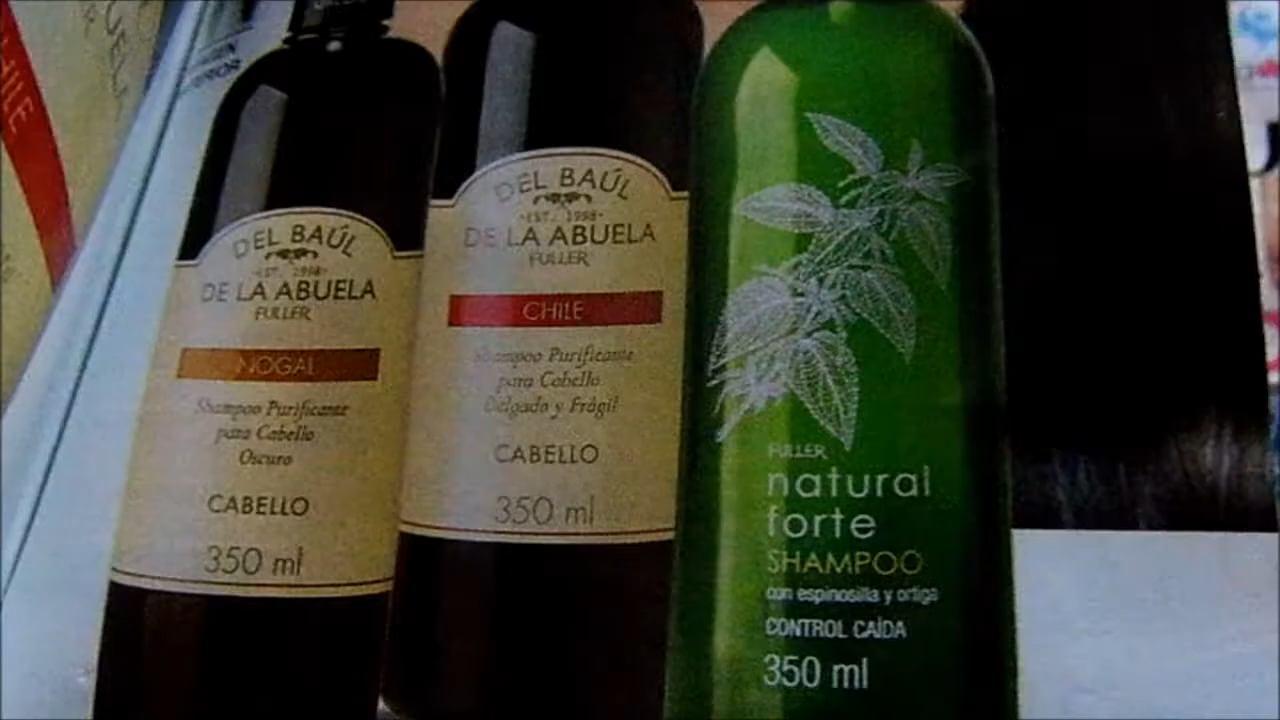 DEL BAÚL
-EST. 1998-
DE LA ABUELA
FULLER
NOGAL
Shampoo Purificante
para Cabello
Oscuro
CABELLO
350 ml
DEL BAÚL
-EST. 1998-
DE LA ABUELA
FULLER
CHILE
Shampoo Purificante
para Cabello
Delgado y Frágil
CABELLO
350 ml
FULLER
natural
forte
SHAMPOO
con espinosilla y ortiga
CONTROL CAÍDA
350 ml
CHILE